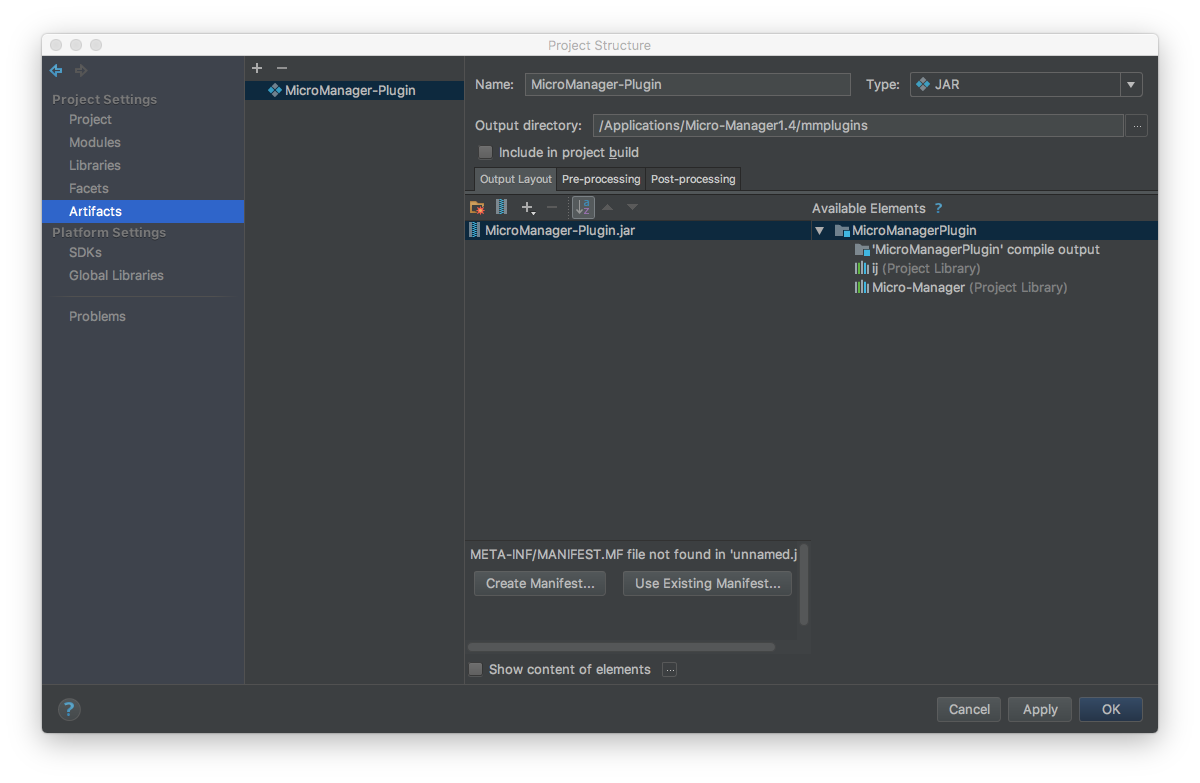 Project Structure
Project Settings
Project
Modules
Libraries
Facets
Artifacts
Platform Settings
SDKs
Global Libraries
Problems
MicroManager-Plugin
Name: MicroManager-Plugin Type: JAR
Output directory: /Applications/Micro-Manager1.4/mmplugins ...
Include in project build
Output Layout Pre-processing Post-processing
a z Available Elements ?
MicroManager-Plugin.jar
MicroManagerPlugin
'MicroManagerPlugin' compile output
ij (Project Library)
Micro-Manager (Project Library)
META-INF/MANIFEST.MF file not found in 'unnamed.j
Create Manifest... Use Existing Manifest...
Show content of elements ...
? Cancel Apply OK